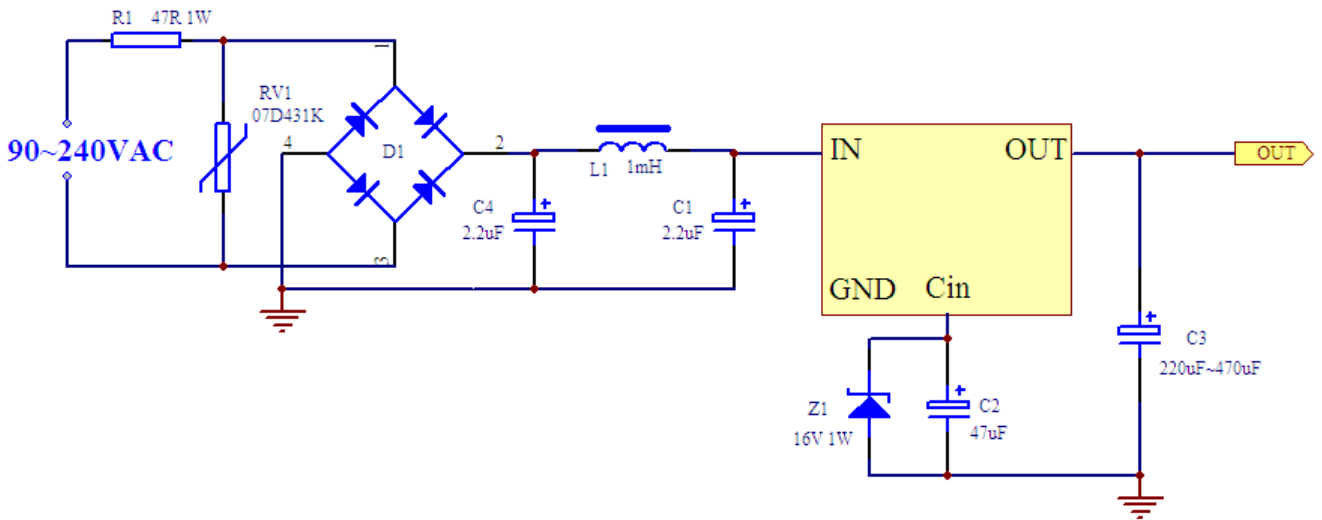 R1 47R 1W
RV1
07D431K
90~240VAC
1
4
D1
2
3
L1 1mH
C4
2.2uF
C1
2.2uF
IN
OUT
GND
Cin
OUT
C3
220uF~470uF
Z1
16V 1W
C2
47uF